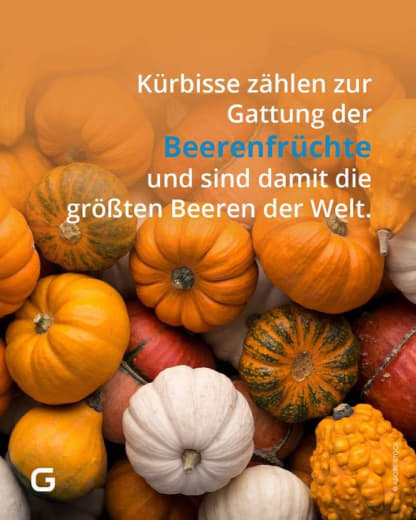 Kürbisse zählen zur
Gattung der
Beerenfrüchte
und sind damit die
größten Beeren der Welt.
G